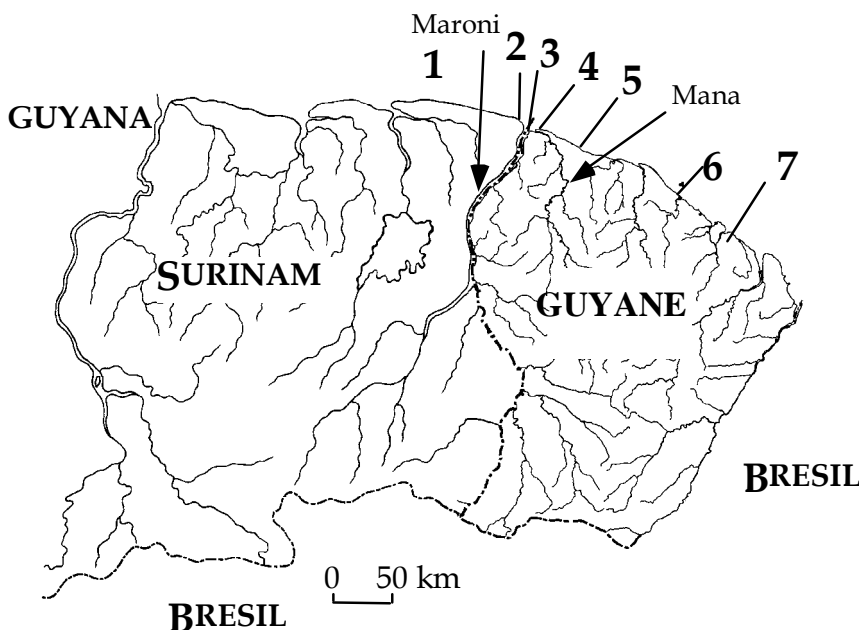 Maroni
1 2 3 4 5
Mana
GUYANA
6 7
SURINAM
GUYANE
BRESIL
0 50 km
BRESIL